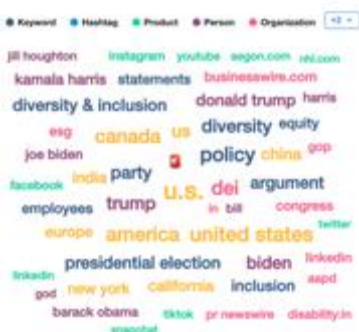 Keyword Hashtag Product Person Organization +2
jill houghton instagram youtube aegon.com nhl.com
kamala harris statements businesswire.com
diversity & inclusion donald trump harris
esg canada us diversity equity
joe biden policy china gop
facebook india party u.s. dei argument
employees trump in bill congress
twitter
europe america united states
presidential election biden linkedin
linkedin aapd
god new york california inclusion
barack obama tiktok pr newswire disability:in
snapchat